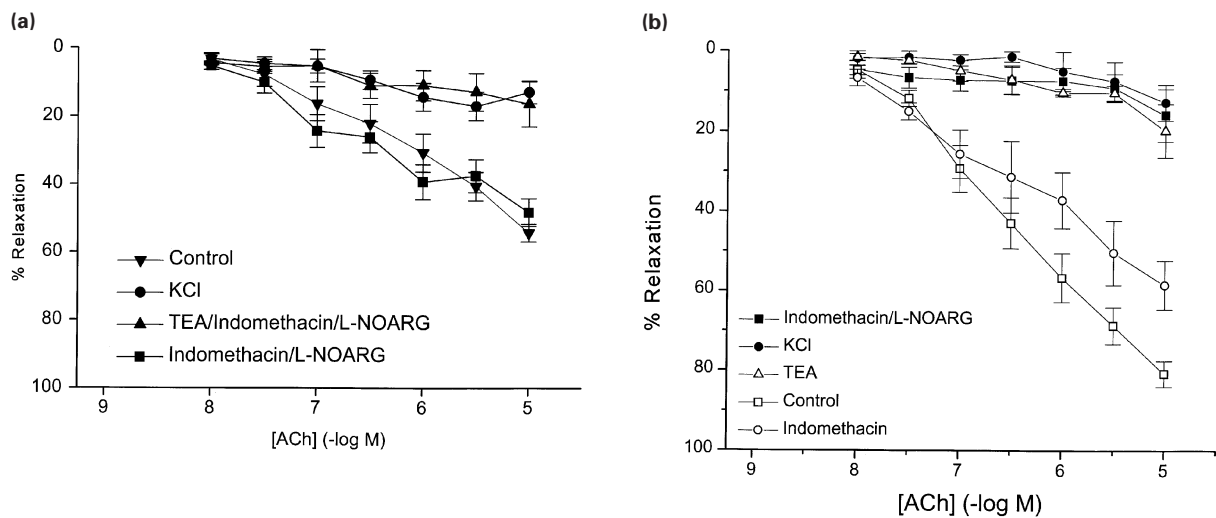 (a)
0
20
40
60
80
100
% Relaxation
Control
KCl
TEA/Indomethacin/L-NOARG
Indomethacin/L-NOARG
9 8 7 6 5
[ACh] (-log M)
(b)
0
20
40
60
80
100
% Relaxation
Indomethacin/L-NOARG
KCl
TEA
Control
Indomethacin
9 8 7 6 5
[ACh] (-log M)